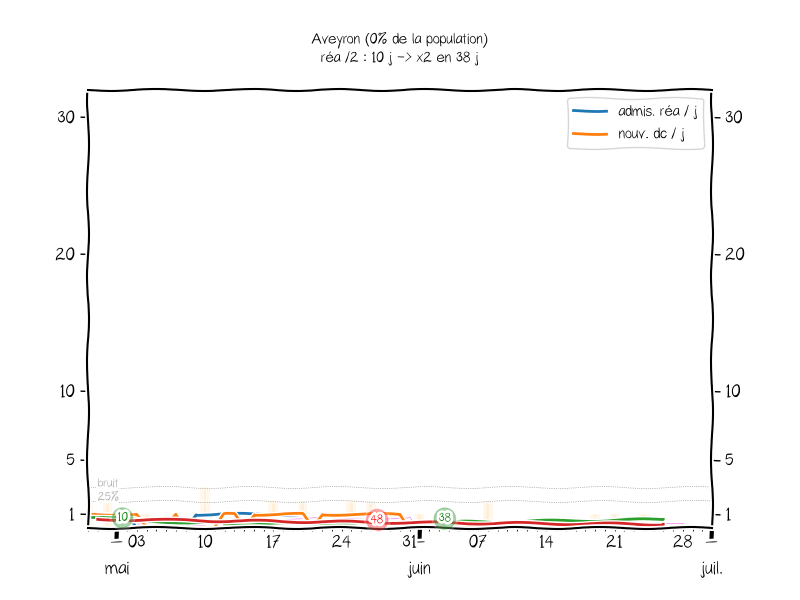 Aveyron (0% de la population)
réa /2 : 10 j -> x2 en 38 j
admis. réa / j
nouv. dc / j
30
30
20
20
10
10
5
5
bruit
25%
1
1
10
48
38
03 10 17 24 31 07 14 21 28
mai juin juil.